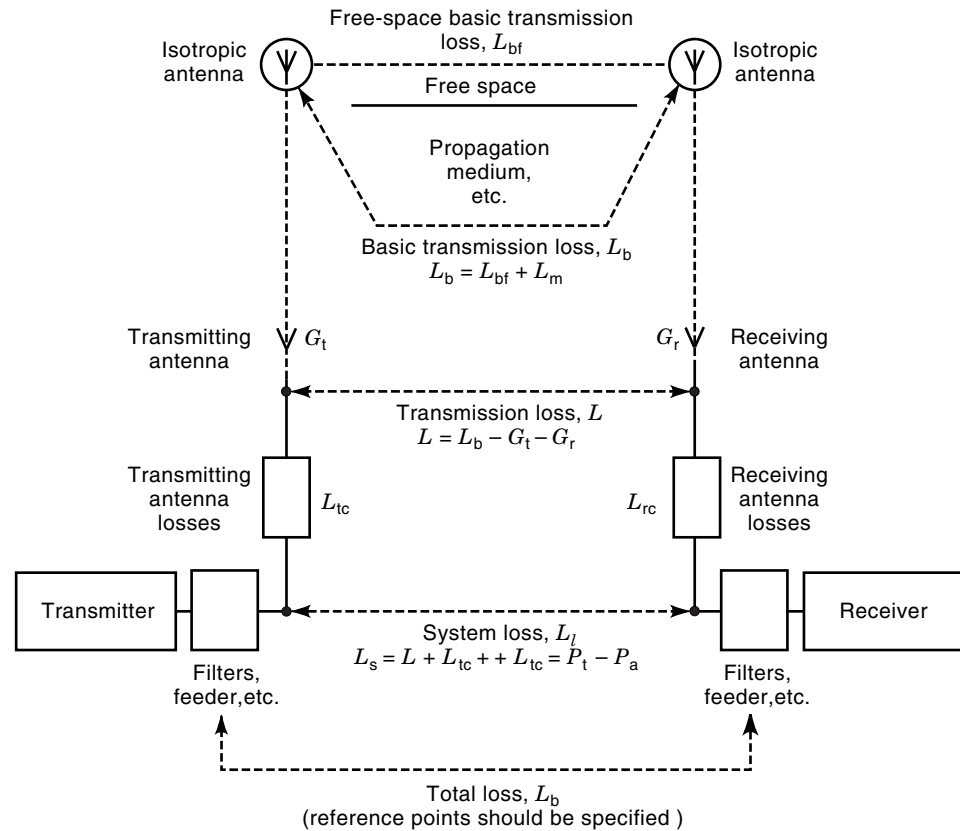 Free-space basic transmission
loss, L_bf
Isotropic
antenna
Isotropic
antenna
Free space
Propagation
medium,
etc.
Basic transmission loss, L_b
L_b = L_bf + L_m
Transmitting
antenna
G_t
G_r
Receiving
antenna
Transmission loss, L
L = L_b − G_t − G_r
Transmitting
antenna
losses
L_tc
L_rc
Receiving
antenna
losses
Transmitter
Receiver
System loss, L_l
L_s = L + L_tc + + L_tc = P_t − P_a
Filters,
feeder,etc.
Filters,
feeder,etc.
Total loss, L_b
(reference points should be specified )